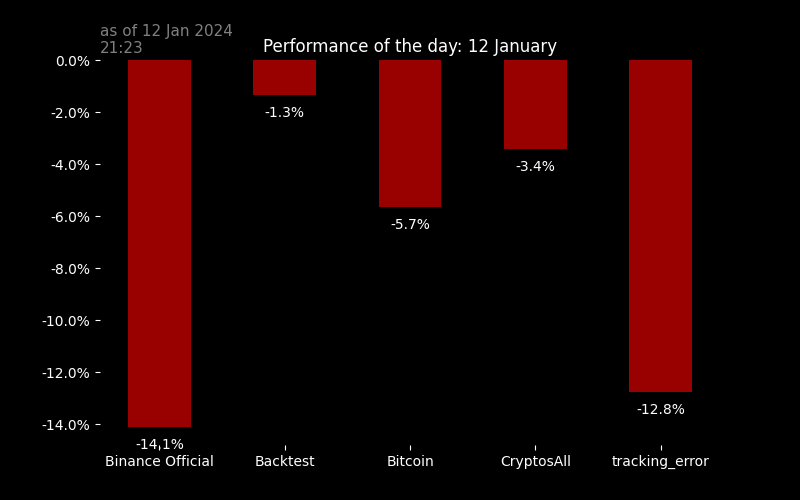 as of 12 Jan 2024
21:23
Performance of the day: 12 January
0.0%
-2.0%
-4.0%
-6.0%
-8.0%
-10.0%
-12.0%
-14.0%
-14.1%
-1.3%
-5.7%
-3.4%
-12.8%
Binance Official
Backtest
Bitcoin
CryptosAll
tracking_error